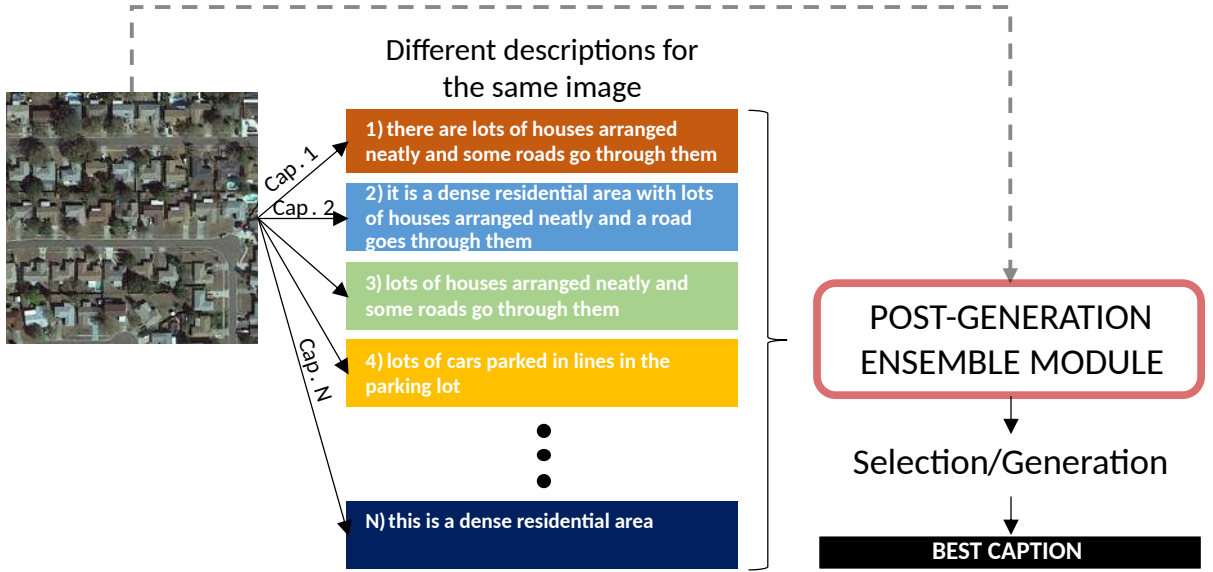 Different descriptions for
the same image
Cap.1
Cap.2
Cap.N
1) there are lots of houses arranged
neatly and some roads go through them
2) it is a dense residential area with lots
of houses arranged neatly and a road
goes through them
3) lots of houses arranged neatly and
some roads go through them
4) lots of cars parked in lines in the
parking lot
N) this is a dense residential area
POST-GENERATION
ENSEMBLE MODULE
Selection/Generation
BEST CAPTION